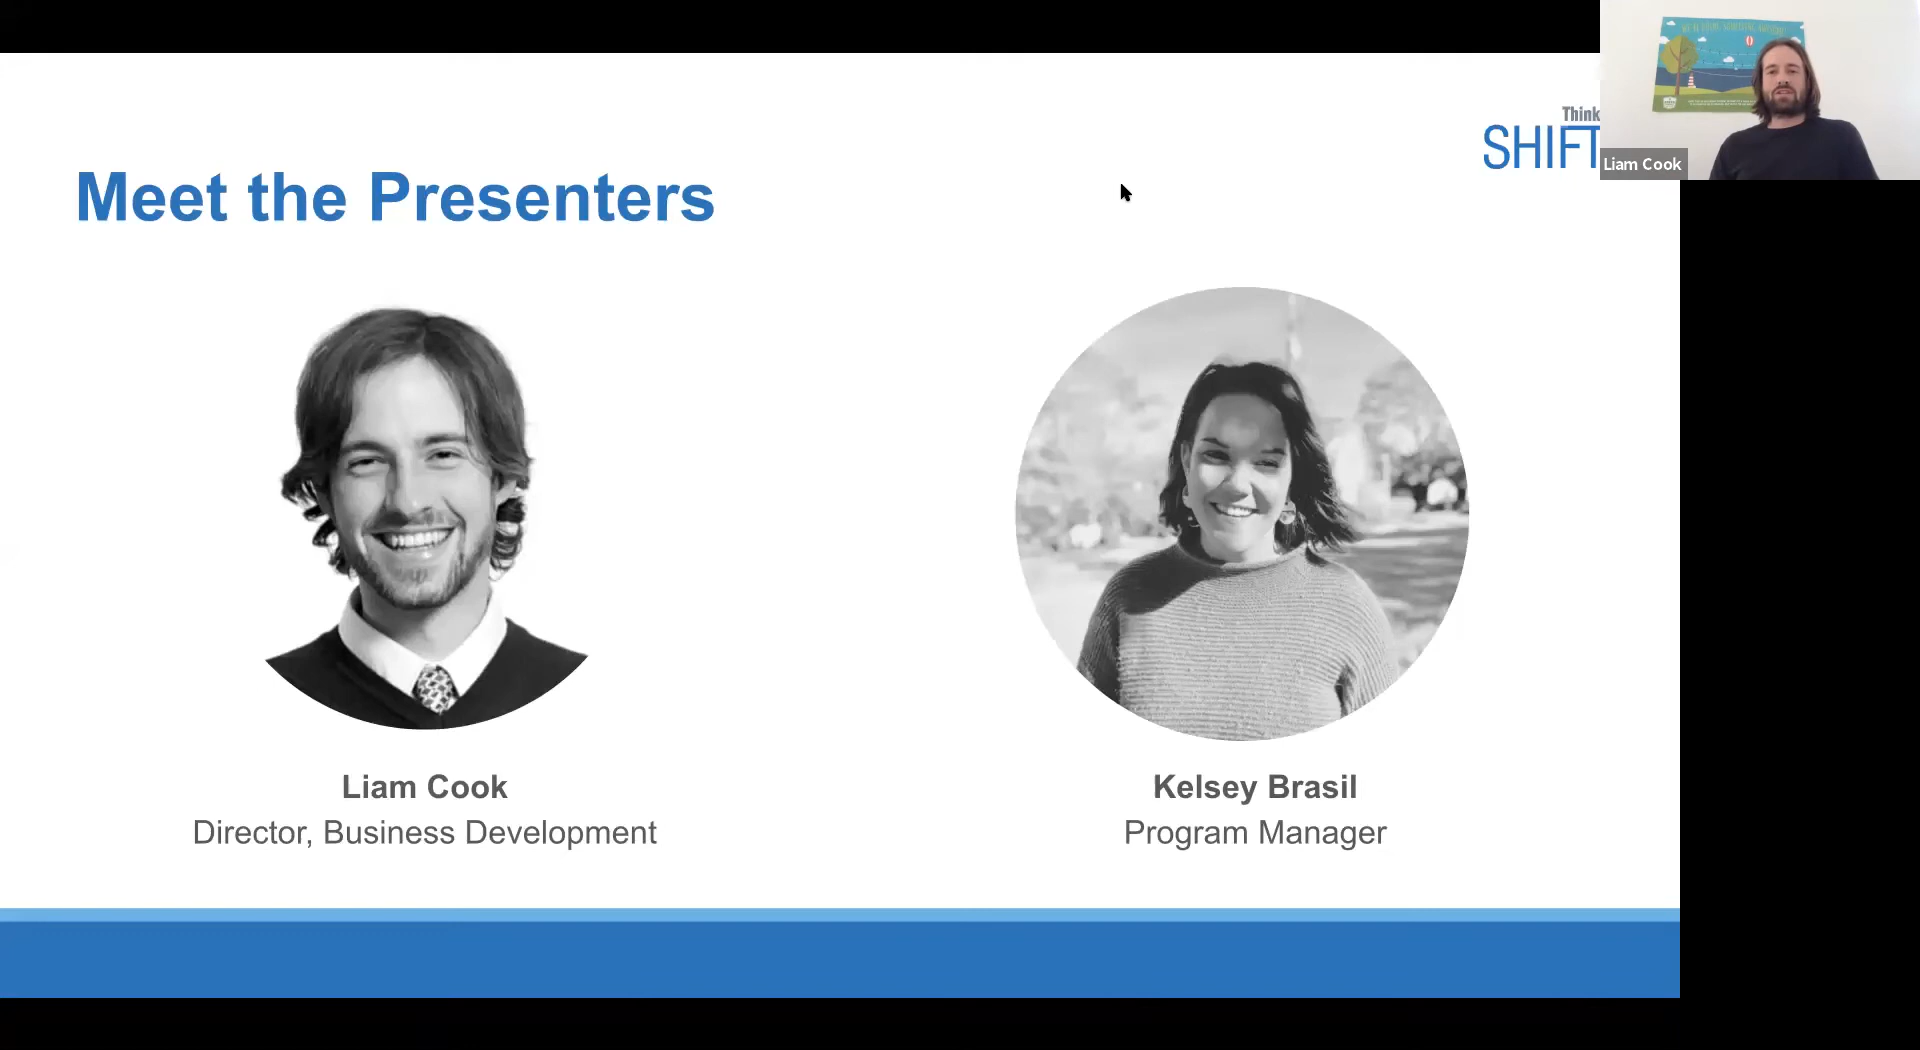 Think
SHIFT
Liam Cook
Meet the Presenters
Liam Cook
Director, Business Development
Kelsey Brasil
Program Manager